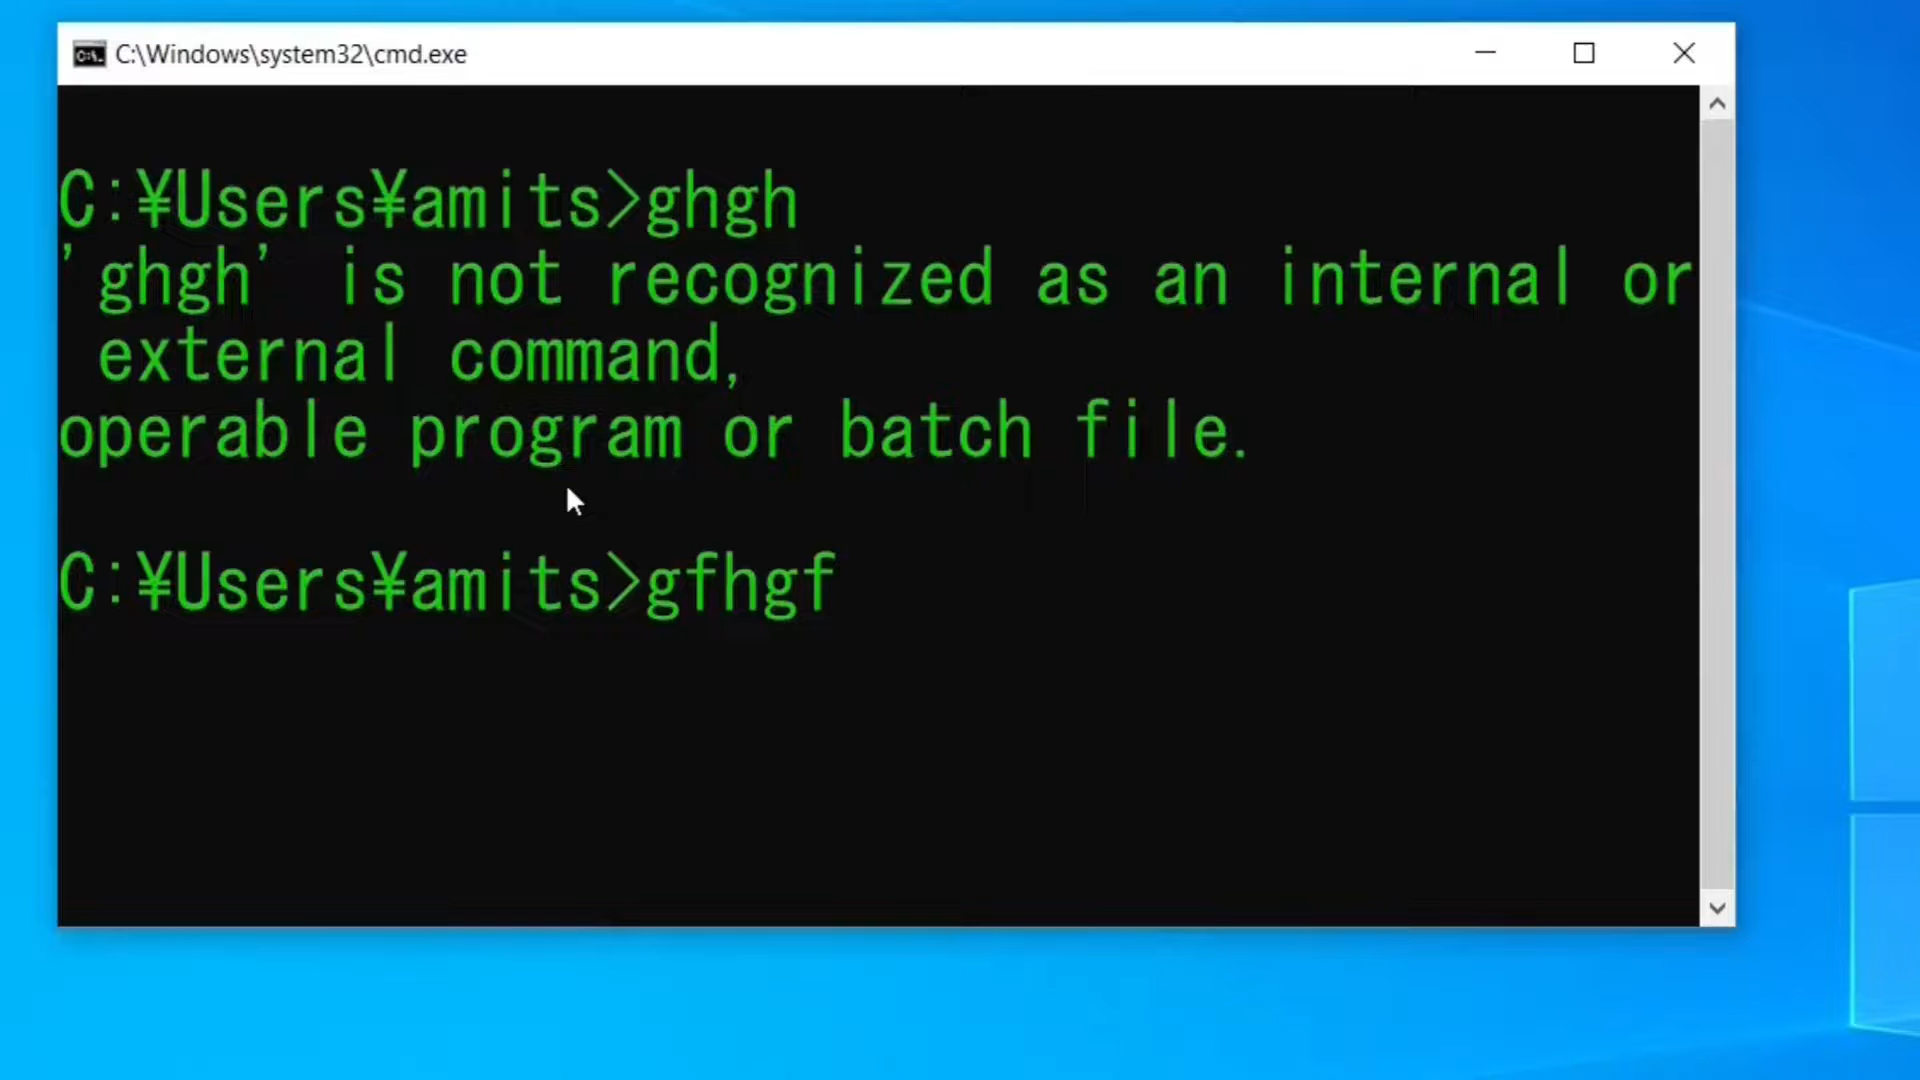 C:\Windows\system32\cmd.exe
C:¥Users¥amits>ghgh
'ghgh' is not recognized as an internal or
external command,
operable program or batch file.
C:¥Users¥amits>gfhgf